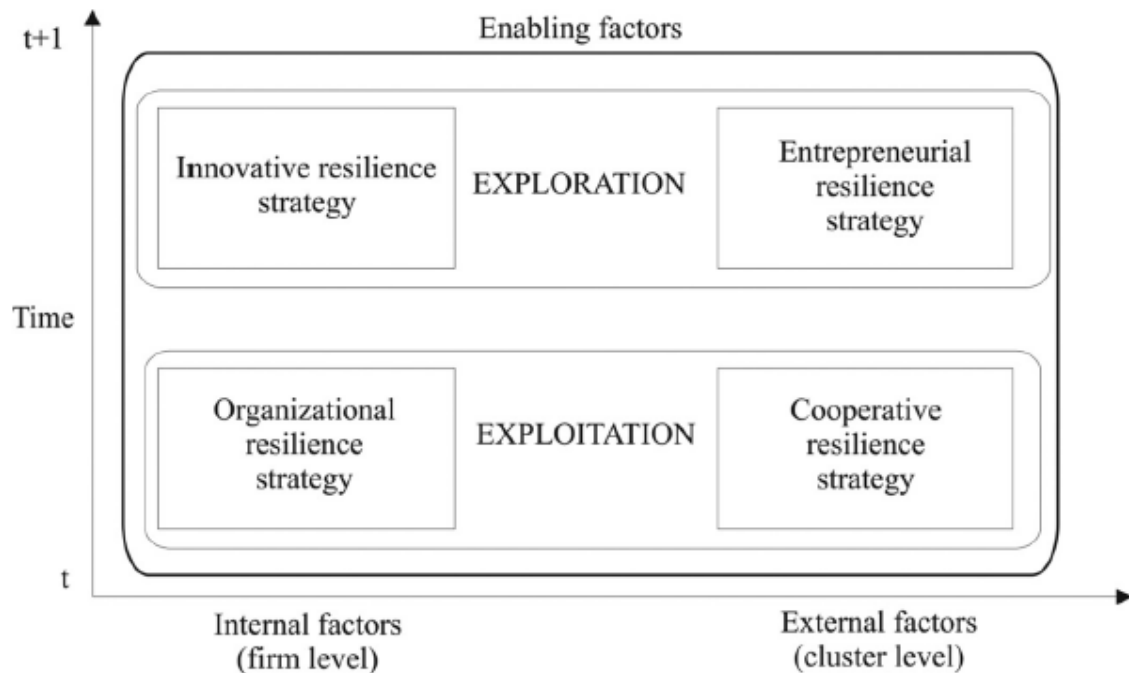 t+1
Enabling factors
Innovative resilience
strategy
EXPLORATION
Entrepreneurial
resilience
strategy
Time
Organizational
resilience
strategy
EXPLOITATION
Cooperative
resilience
strategy
t
Internal factors
(firm level)
External factors
(cluster level)